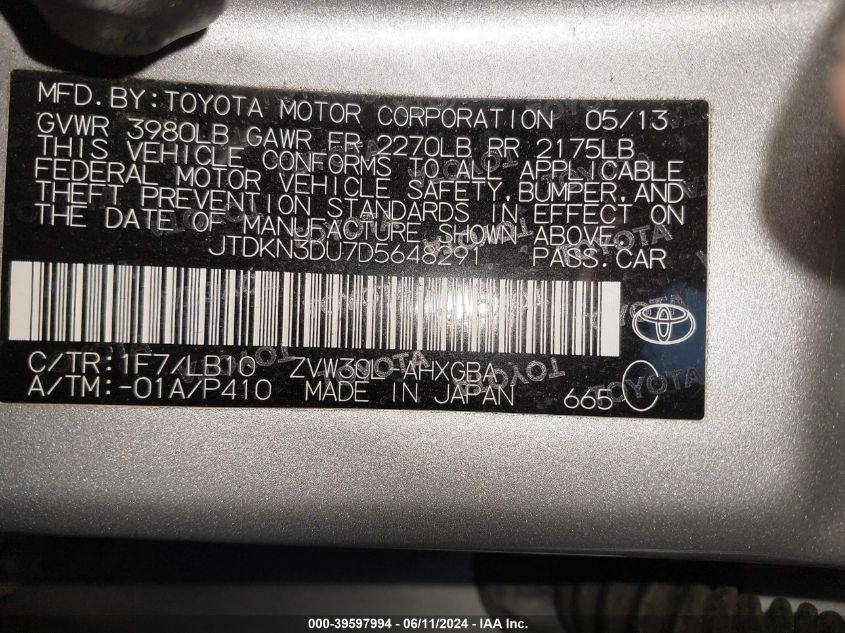 MFD.BY:TOYOTA MOTOR CORPORATION 05/13
GVWR 3980LB GAWR FR 2270LB RR 2175LB
THIS VEHICLE CONFORMS TO ALL APPLICABLE
FEDERAL MOTOR VEHICLE SAFETY,BUMPER,AND
THEFT PREVENTION STANDARDS IN EFFECT ON
THE DATE OF MANUFACTURE SHOWN ABOVE.
JTDKN3DU7D5648291 PASS.CAR
C/TR:1F7/LB10 ZVW30L-AHXGBA
A/TM:-01A/P410 MADE IN JAPAN 665
000-39597994 - 06/11/2024 - IAA Inc.